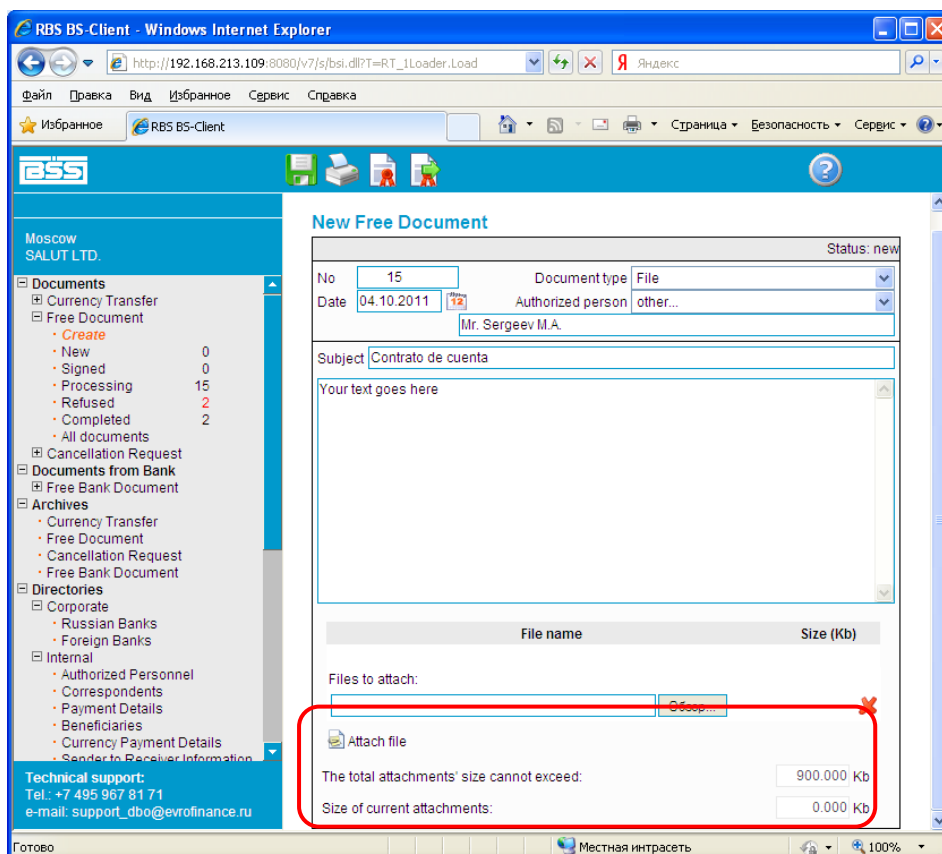 RBS BS-Client - Windows Internet Explorer
http://192.168.213.109:8080/v7/s/bsi.dll?T=RT_1Loader.Load
Я Яндекс
Файл Правка Вид Избранное Сервис Справка
Избранное RBS BS-Client Страница Безопасность Сервис
BSS
Moscow
SALUT LTD.
Documents
Currency Transfer
Free Document
Create
New 0
Signed 0
Processing 15
Refused 2
Completed 2
All documents
Cancellation Request
Documents from Bank
Free Bank Document
Archives
Currency Transfer
Free Document
Cancellation Request
Free Bank Document
Directories
Corporate
Russian Banks
Foreign Banks
Internal
Authorized Personnel
Correspondents
Payment Details
Beneficiaries
Currency Payment Details
Sender to Receiver Information
Technical support:
Tel.: +7 495 967 81 71
e-mail: support_dbo@evrofinance.ru
New Free Document
Status: new
No 15 Document type File
Date 04.10.2011 12 Authorized person other...
Mr. Sergeev M.A.
Subject Contrato de cuenta
Your text goes here
File name Size (Kb)
Files to attach:
Обзор...
Attach file
The total attachments' size cannot exceed: 900.000 Kb
Size of current attachments: 0.000 Kb
Готово Местная интрасеть 100%